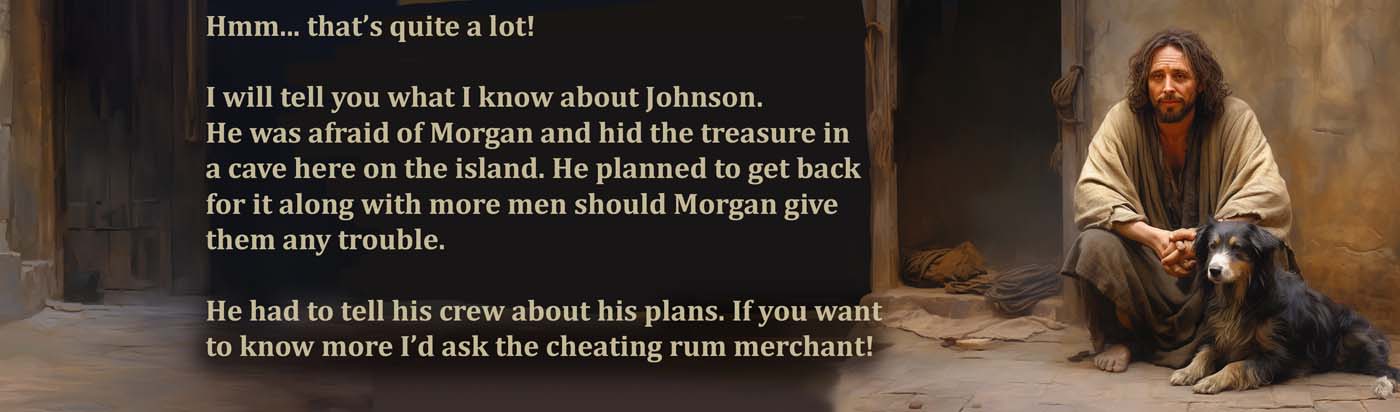 Hmm... that’s quite a lot!
I will tell you what I know about Johnson.
He was afraid of Morgan and hid the treasure in
a cave here on the island. He planned to get back
for it along with more men should Morgan give
them any trouble.
He had to tell his crew about his plans. If you want
to know more I’d ask the cheating rum merchant!